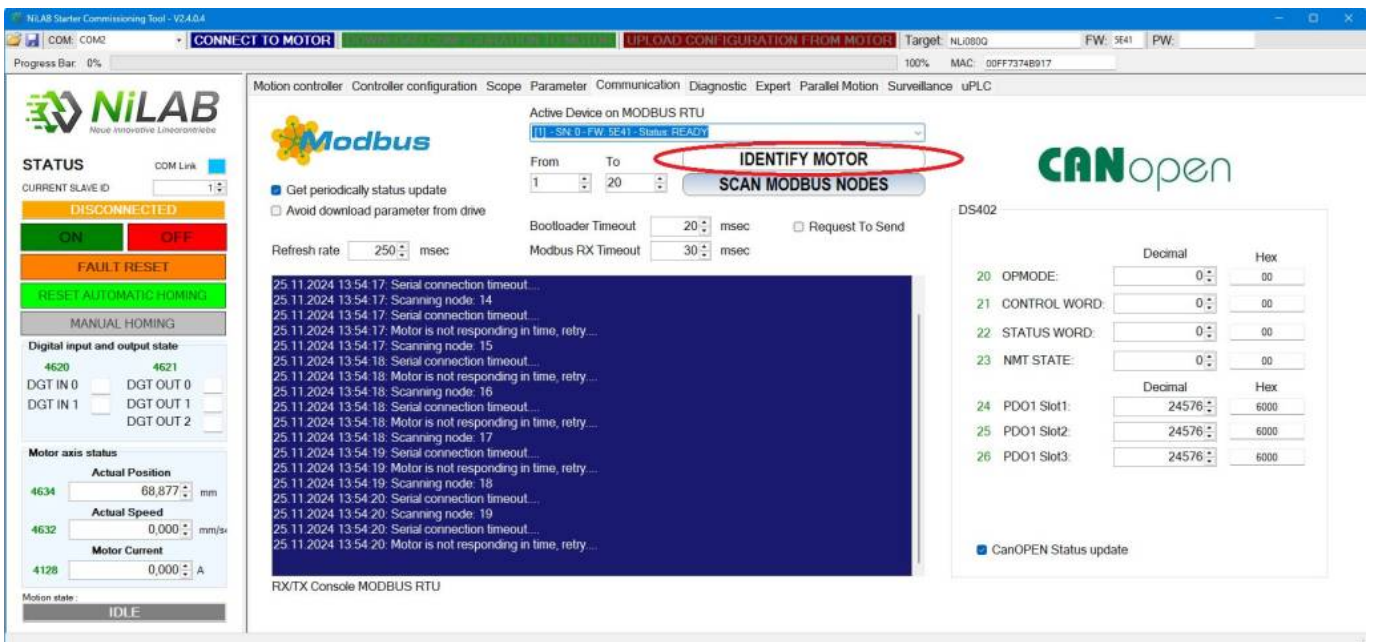 NiLAB Starter Commissioning Tool - V2.4.0.4
COM: COM2 CONNECT TO MOTOR UPLOAD CONFIGURATION FROM MOTOR Target: NLi080Q FW: 5E41 PW:
Progress Bar: 0% 100% MAC: 00FF7374B917
Motion controller Controller configuration Scope Parameter Communication Diagnostic Expert Parallel Motion Surveillance uPLC
NiLAB
Neue Innovative Linearantriebe
STATUS COM Link
CURRENT SLAVE ID 1
DISCONNECTED
ON OFF
FAULT RESET
RESET AUTOMATIC HOMING
MANUAL HOMING
Digital input and output state
4620 4621
DGT IN 0 DGT OUT 0
DGT IN 1 DGT OUT 1
DGT OUT 2
Motor axis status
Actual Position
4634 68,877 mm
Actual Speed
4632 0,000 mm/s
Motor Current
4128 0,000 A
Motion state :
IDLE
Modbus
Active Device on MODBUS RTU
[1] - SN: 0 - FW: 5E41 - Status: READY
From To IDENTIFY MOTOR
1 20 SCAN MODBUS NODES
Get periodically status update
Avoid download parameter from drive
Bootloader Timeout 20 msec Request To Send
Refresh rate 250 msec Modbus RX Timeout 30 msec
25.11.2024 13:54:17: Serial connection timeout....
25.11.2024 13:54:17: Scanning node: 14
25.11.2024 13:54:17: Serial connection timeout....
25.11.2024 13:54:17: Motor is not responding in time, retry....
25.11.2024 13:54:17: Scanning node: 15
25.11.2024 13:54:18: Serial connection timeout....
25.11.2024 13:54:18: Motor is not responding in time, retry....
25.11.2024 13:54:18: Scanning node: 16
25.11.2024 13:54:18: Serial connection timeout....
25.11.2024 13:54:18: Motor is not responding in time, retry....
25.11.2024 13:54:18: Scanning node: 17
25.11.2024 13:54:19: Serial connection timeout....
25.11.2024 13:54:19: Motor is not responding in time, retry....
25.11.2024 13:54:19: Scanning node: 18
25.11.2024 13:54:20: Serial connection timeout....
25.11.2024 13:54:20: Scanning node: 19
25.11.2024 13:54:20: Serial connection timeout....
25.11.2024 13:54:20: Motor is not responding in time, retry....
RX/TX Console MODBUS RTU
CANopen
DS402
Decimal Hex
20 OPMODE: 0 00
21 CONTROL WORD: 0 00
22 STATUS WORD: 0 00
23 NMT STATE: 0 00
Decimal Hex
24 PDO1 Slot1: 24576 6000
25 PDO1 Slot2: 24576 6000
26 PDO1 Slot3: 24576 6000
CanOPEN Status update